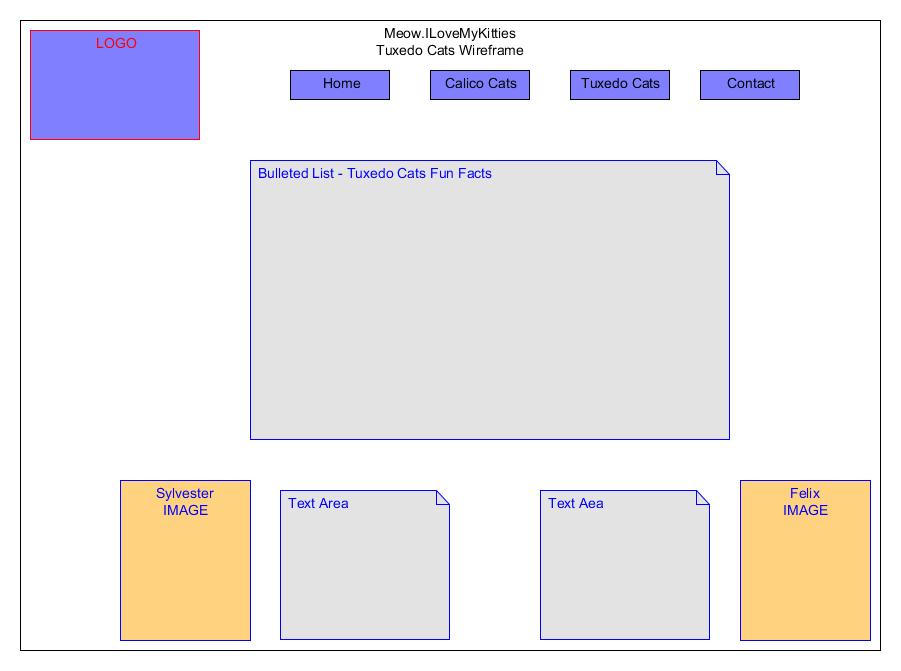 LOGO
Meow.ILoveMyKitties
Tuxedo Cats Wireframe
Home
Calico Cats
Tuxedo Cats
Contact
Bulleted List - Tuxedo Cats Fun Facts
Sylvester
IMAGE
Text Area
Text Aea
Felix
IMAGE